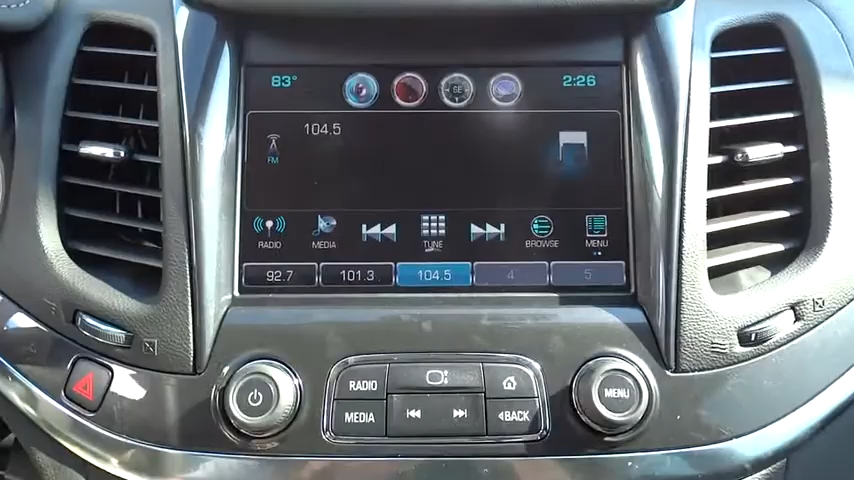 83° SE 2:26
104.5
FM
RADIO MEDIA TUNE BROWSE MENU
92.7 101.3 104.5 4 5
RADIO
MEDIA BACK
MENU